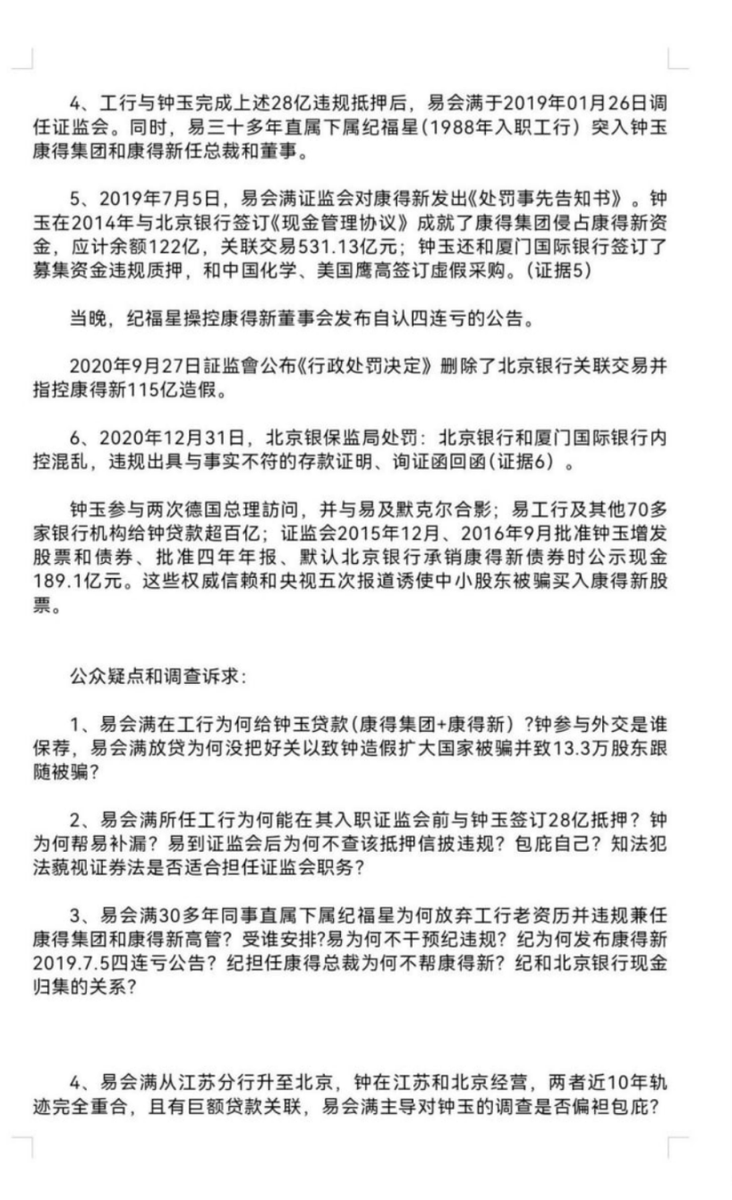 4、工行与钟玉完成上述28亿违规抵押后，易会满于2019年01月26日调
任证监会。同时，易三十多年直属下属纪福星(1988年入职工行）突入钟玉
康得集团和康得新任总裁和董事。
5、2019年7月5日，易会满证监会对康得新发出《处罚事先告知书》。钟
玉在2014年与北京银行签订《现金管理协议》成就了康得集团侵占康得新资
金，应计余额122亿，关联交易531.13亿元；钟玉还和厦门国际银行签订了
募集资金违规质押，和中国化学、美国鹰高签订虚假采购。（证据5）
当晚，纪福星操控康得新董事会发布自认四连亏的公告。
2020年9月27日証监會公布《行政处罚决定》删除了北京银行关联交易并
指控康得新115亿造假。
6、2020年12月31日，北京银保监局处罚：北京银行和厦门国际银行内
控混乱，违规出具与事实不符的存款证明、询证函回函(证据6）。
钟玉参与两次德国总理訪问，并与易及默克尔合影；易工行及其他70多
家银行机构给钟贷款超百亿；证监会2015年12月、2016年9月批准钟玉增发
股票和债券、批准四年年报、默认北京银行承销康得新债券时公示现金
189.1亿元。这些权威信赖和央视五次报道诱使中小股东被骗买入康得新股
票。
公众疑点和调查诉求：
1、易会满在工行为何给钟玉贷款(康得集团+康得新）?钟参与外交是谁
保荐，易会满放贷为何没把好关以致钟造假扩大国家被骗并致13.3万股东跟
随被骗？
2、易会满所任工行为何能在其入职证监会前与钟玉签订28亿抵押？钟
为何帮易补漏？易到证监会后为何不查该抵押信披违规？包庇自己？知法犯
法藐视证券法是否适合担任证监会职务？
3、易会满30多年同事直属下属纪福星为何放弃工行老资历并违规兼任
康得集团和康得新高管？受谁安排?易为何不干预纪违规？纪为何发布康得新
2019.7.5四连亏公告？纪担任康得总裁为何不帮康得新？纪和北京银行现金
归集的关系？
4、易会满从江苏分行升至北京，钟在江苏和北京经营，两者近10年轨
迹完全重合，且有巨额贷款关联，易会满主导对钟玉的调查是否偏袒包庇？